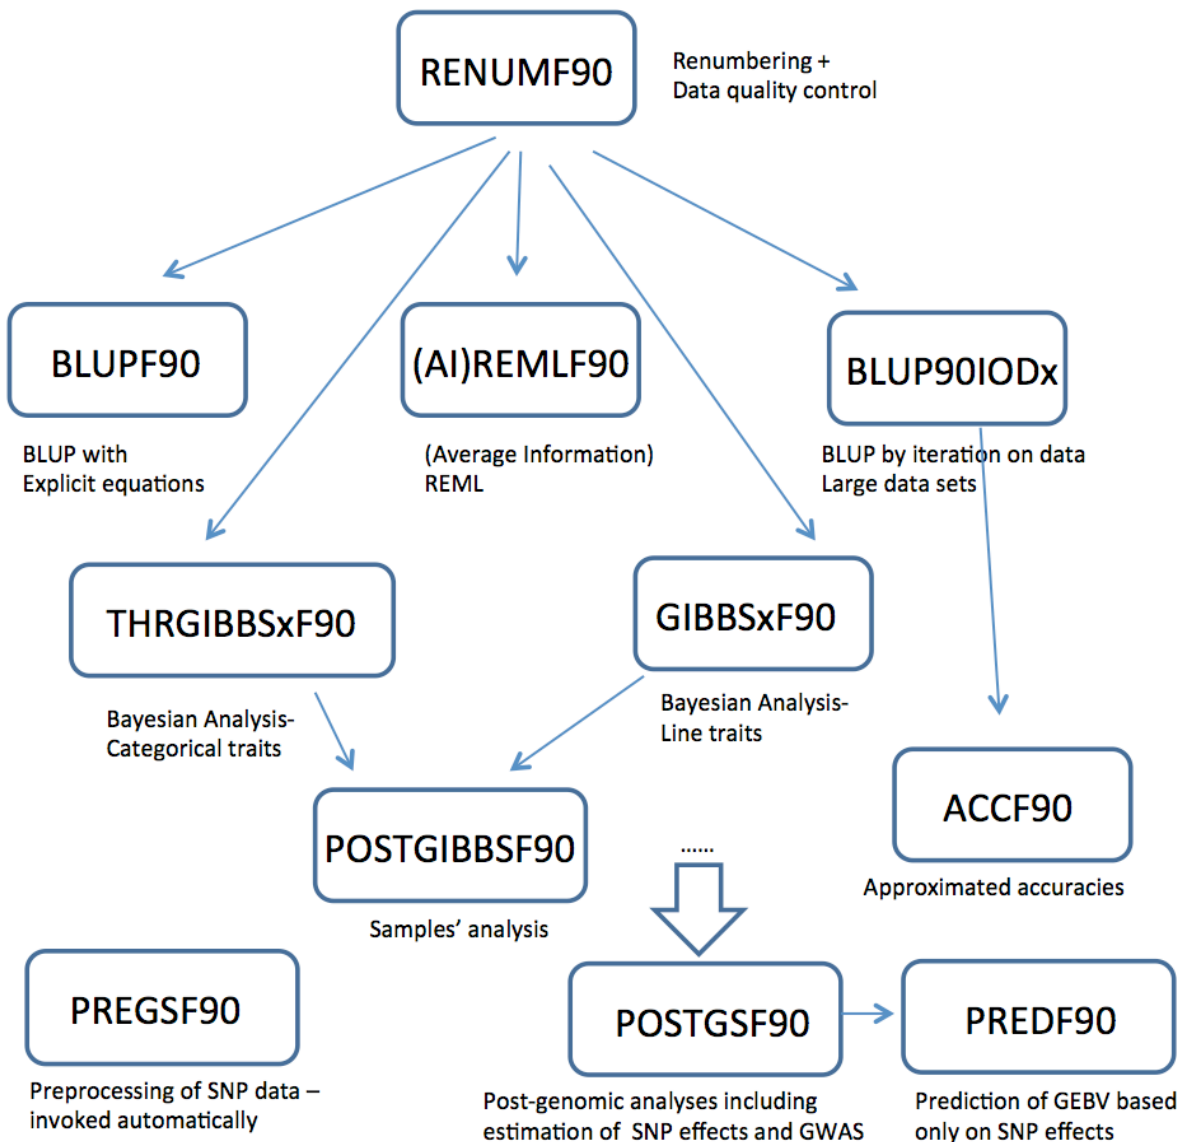 RENUMF90
Renumbering +
Data quality control
BLUPF90
(AI)REMLF90
BLUP90IODx
BLUP with
Explicit equations
(Average Information)
REML
BLUP by iteration on data
Large data sets
THRGIBBSxF90
GIBBSxF90
Bayesian Analysis-
Categorical traits
Bayesian Analysis-
Line traits
POSTGIBBSF90
Samples’ analysis
ACCF90
Approximated accuracies
......
PREGSF90
Preprocessing of SNP data –
invoked automatically
POSTGSF90
Post-genomic analyses including
estimation of SNP effects and GWAS
PREDF90
Prediction of GEBV based
only on SNP effects